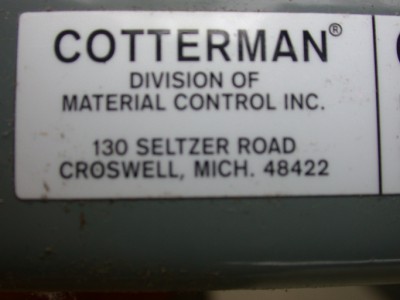 COTTERMAN®
DIVISION OF
MATERIAL CONTROL INC.
130 SELTZER ROAD
CROSWELL, MICH. 48422